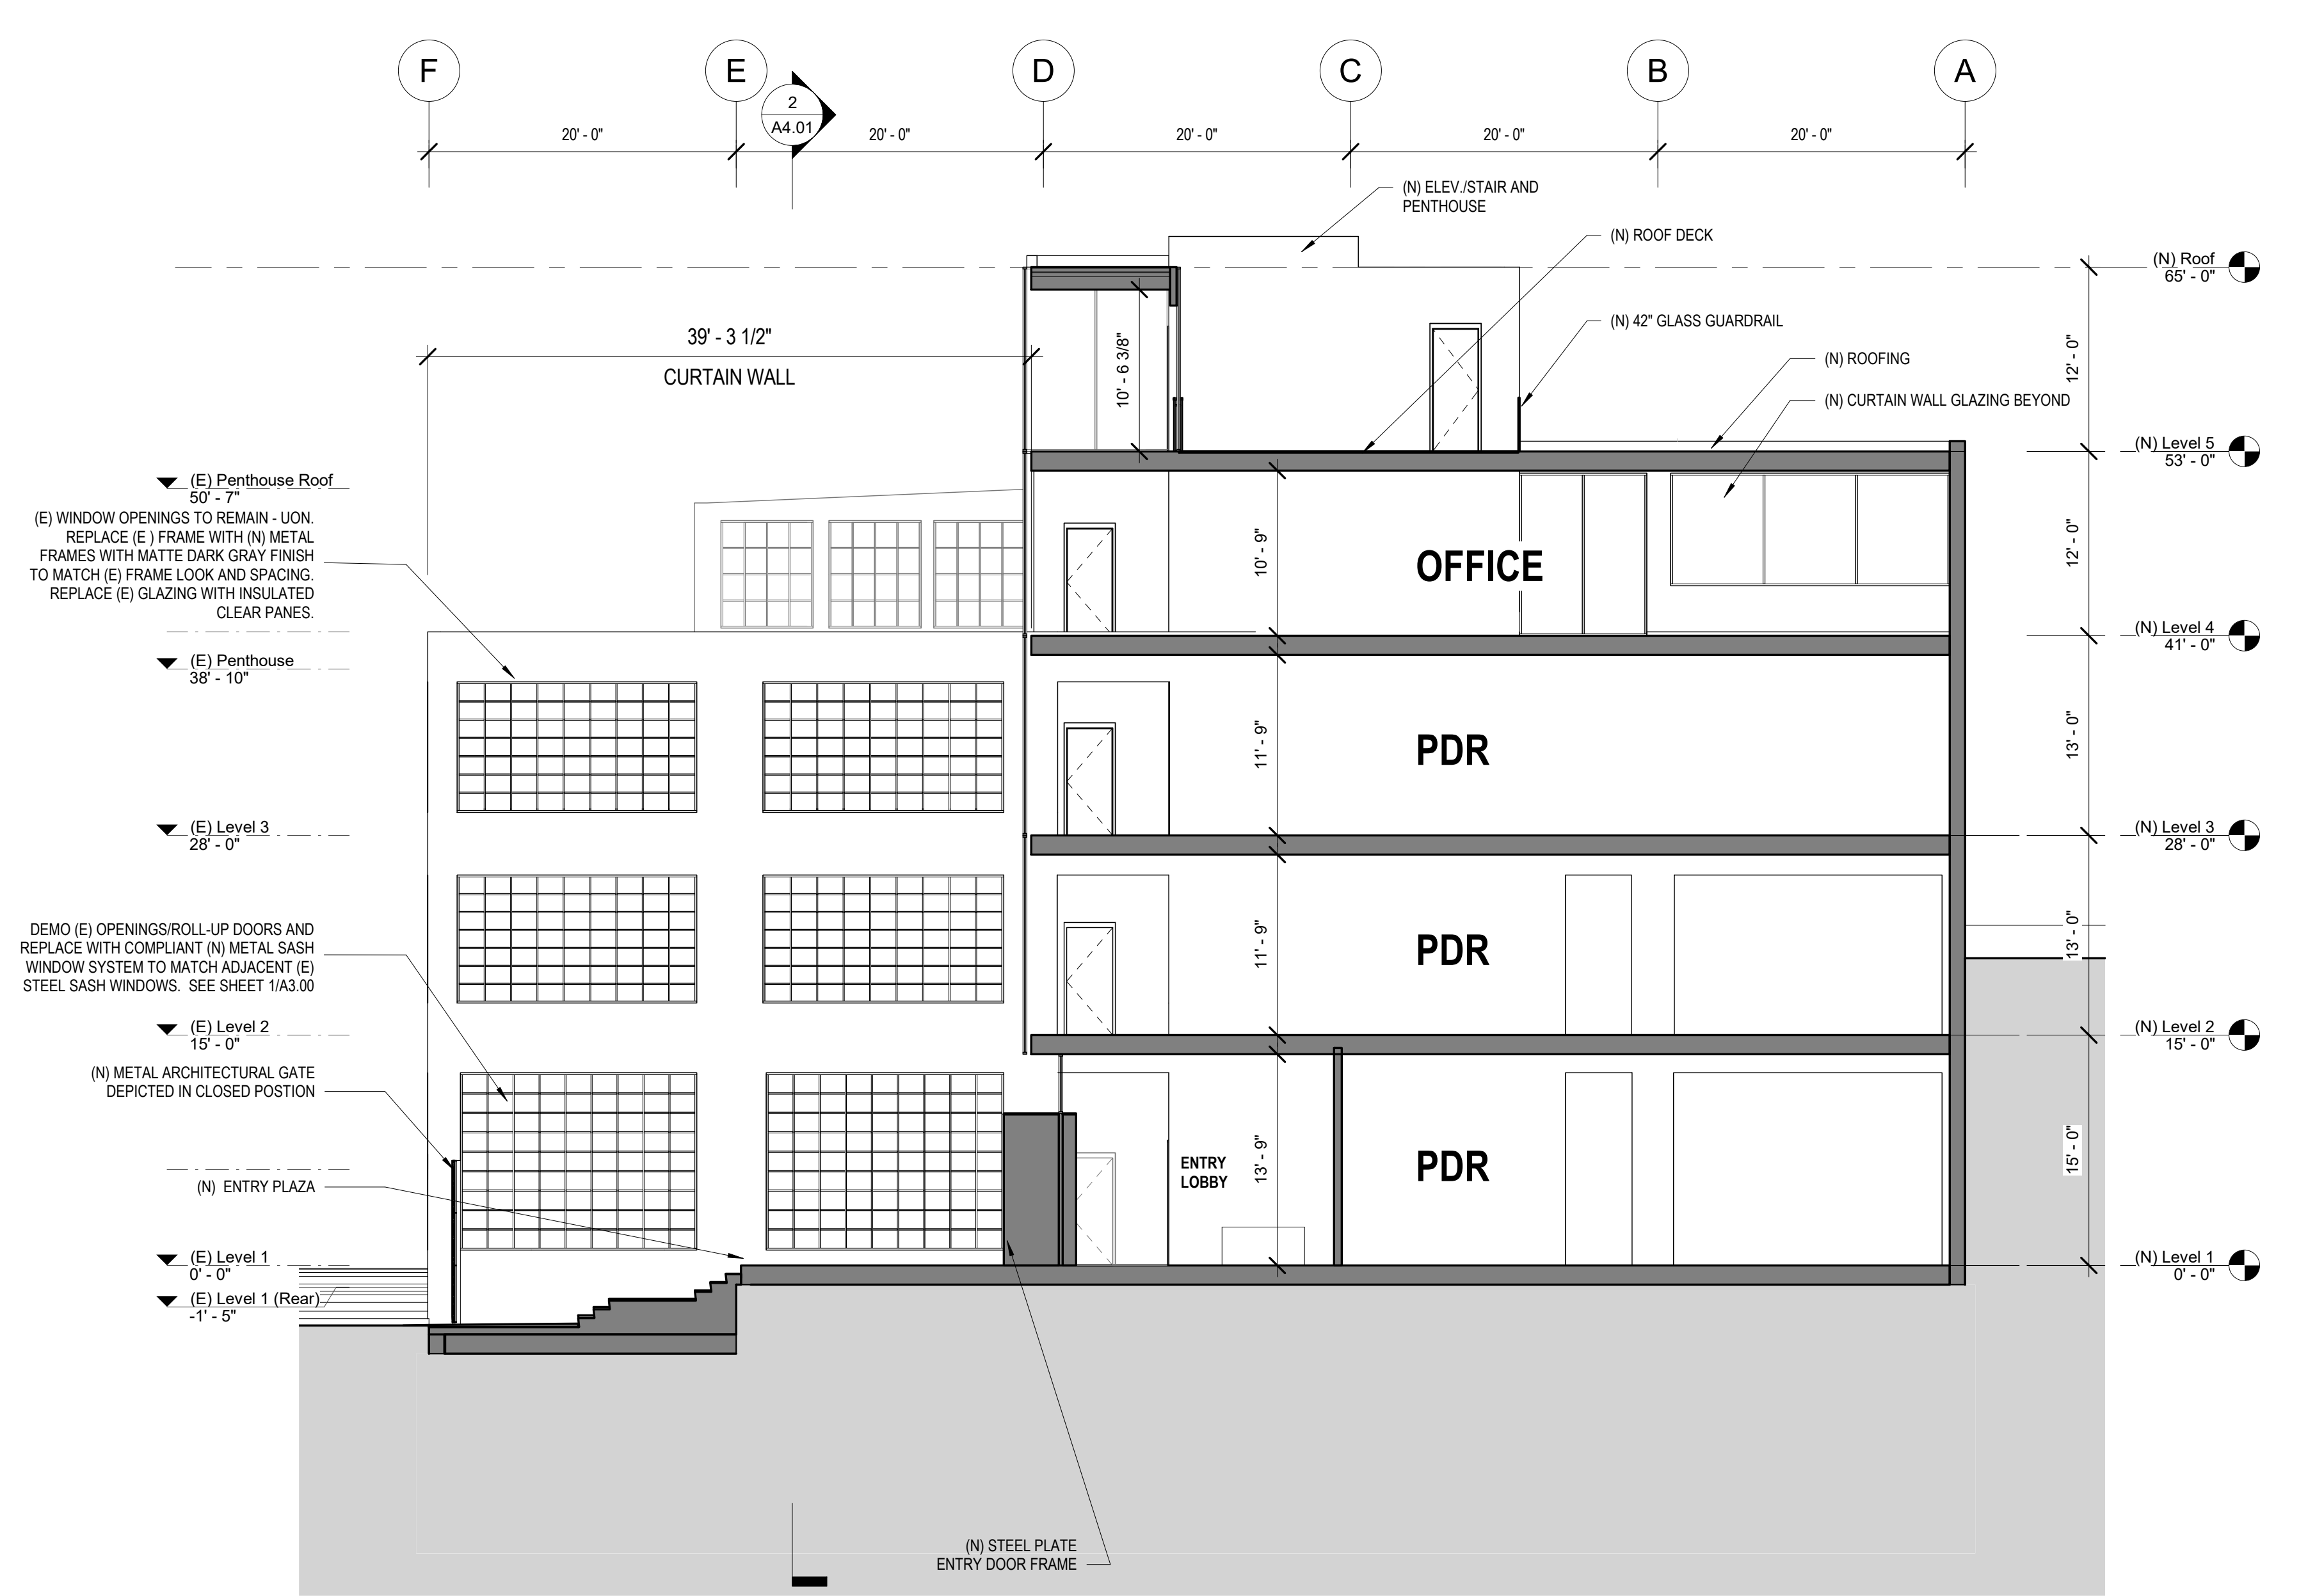 F
E
D
C
B
A
2
A4.01
20' - 0"
20' - 0"
20' - 0"
20' - 0"
20' - 0"
(N) ELEV./STAIR AND
PENTHOUSE
(N) ROOF DECK
(N) Roof
65' - 0"
(N) 42" GLASS GUARDRAIL
39' - 3 1/2"
CURTAIN WALL
10' - 6 3/8"
12' - 0"
(N) ROOFING
(N) CURTAIN WALL GLAZING BEYOND
(N) Level 5
53' - 0"
(E) Penthouse Roof
50' - 7"
(E) WINDOW OPENINGS TO REMAIN - UON.
REPLACE (E ) FRAME WITH (N) METAL
FRAMES WITH MATTE DARK GRAY FINISH
TO MATCH (E) FRAME LOOK AND SPACING.
REPLACE (E) GLAZING WITH INSULATED
CLEAR PANES.
10' - 9"
OFFICE
12' - 0"
(N) Level 4
41' - 0"
(E) Penthouse
38' - 10"
11' - 9"
PDR
13' - 0"
(E) Level 3
28' - 0"
(N) Level 3
28' - 0"
DEMO (E) OPENINGS/ROLL-UP DOORS AND
REPLACE WITH COMPLIANT (N) METAL SASH
WINDOW SYSTEM TO MATCH ADJACENT (E)
STEEL SASH WINDOWS. SEE SHEET 1/A3.00
11' - 9"
PDR
13' - 0"
(E) Level 2
15' - 0"
(N) Level 2
15' - 0"
(N) METAL ARCHITECTURAL GATE
DEPICTED IN CLOSED POSTION
ENTRY
LOBBY
13' - 9"
PDR
15' - 0"
(N) ENTRY PLAZA
(E) Level 1
0' - 0"
(N) Level 1
0' - 0"
(E) Level 1 (Rear)
-1' - 5"
(N) STEEL PLATE
ENTRY DOOR FRAME